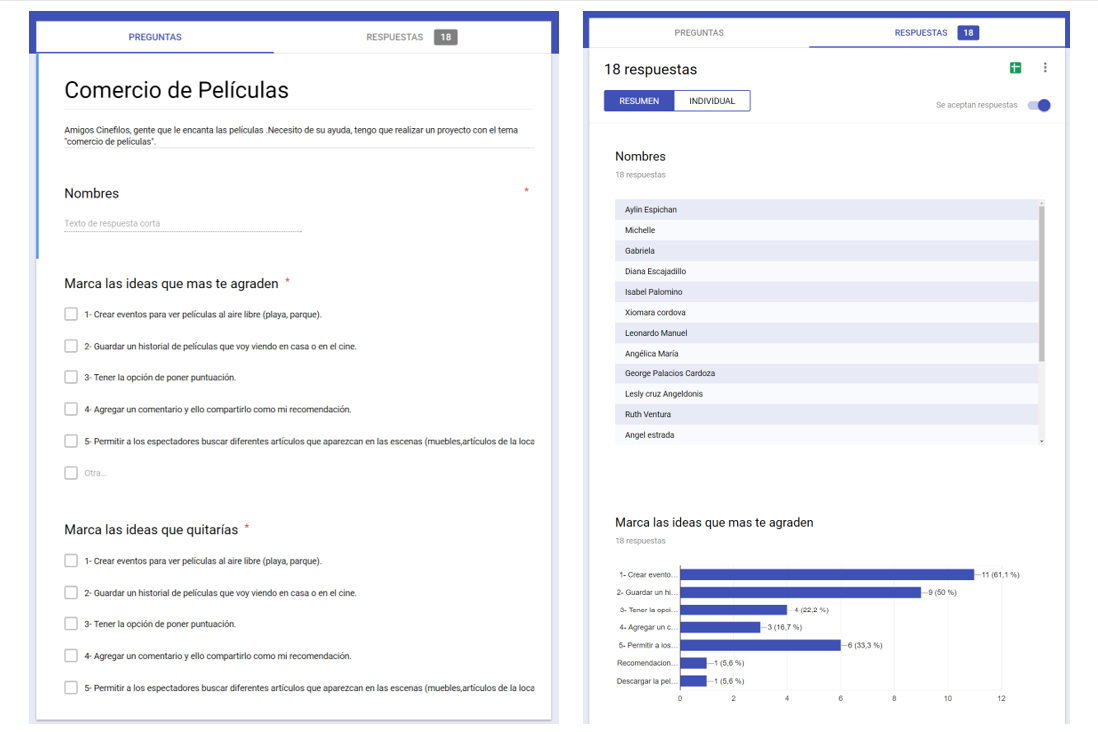 PREGUNTAS
RESPUESTAS 18
Comercio de Películas
Amigos Cinefilos, gente que le encanta las películas .Necesito de su ayuda, tengo que realizar un proyecto con el tema
"comercio de películas".
Nombres *
Texto de respuesta corta
Marca las ideas que mas te agraden *
1- Crear eventos para ver películas al aire libre (playa, parque).
2- Guardar un historial de películas que voy viendo en casa o en el cine.
3- Tener la opción de poner puntuación.
4- Agregar un comentario y ello compartirlo como mi recomendación.
5- Permitir a los espectadores buscar diferentes artículos que aparezcan en las escenas (muebles,artículos de la loca
Otra...
Marca las ideas que quitarías *
1- Crear eventos para ver películas al aire libre (playa, parque).
2- Guardar un historial de películas que voy viendo en casa o en el cine.
3- Tener la opción de poner puntuación.
4- Agregar un comentario y ello compartirlo como mi recomendación.
5- Permitir a los espectadores buscar diferentes artículos que aparezcan en las escenas (muebles,artículos de la loca
PREGUNTAS
RESPUESTAS 18
18 respuestas
RESUMEN
INDIVIDUAL
Se aceptan respuestas
Nombres
18 respuestas
Aylin Espichan
Michelle
Gabriela
Diana Escajadillo
Isabel Palomino
Xiomara cordova
Leonardo Manuel
Angélica María
George Palacios Cardoza
Lesly cruz Angeldonis
Ruth Ventura
Angel estrada
Marca las ideas que mas te agraden
18 respuestas
1- Crear evento... 11 (61,1 %)
2- Guardar un hi... 9 (50 %)
3- Tener la opci... 4 (22,2 %)
4- Agregar un c... 3 (16,7 %)
5- Permitir a los... 6 (33,3 %)
Recomendacion... 1 (5,6 %)
Descargar la pel... 1 (5,6 %)
0 2 4 6 8 10 12